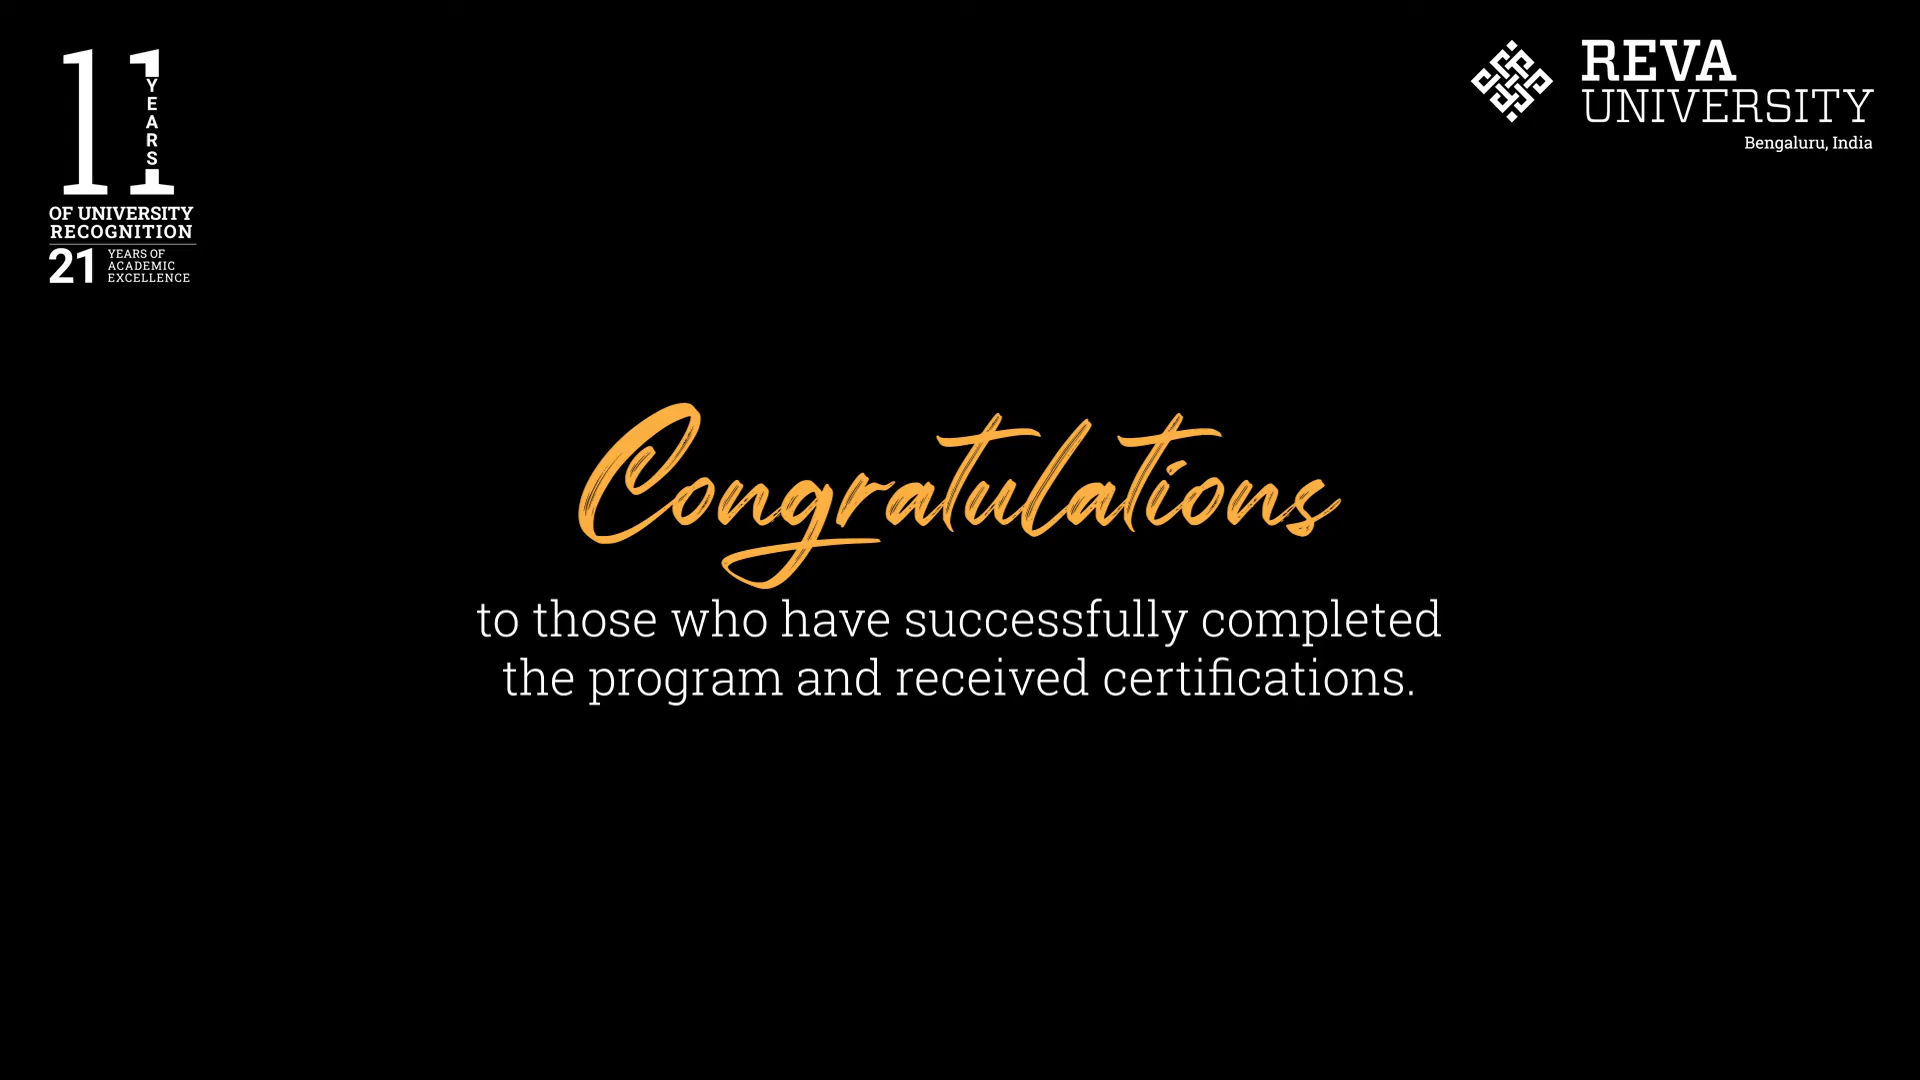 11
YEARS
OF UNIVERSITY
RECOGNITION
21 YEARS OF
ACADEMIC
EXCELLENCE
REVA
UNIVERSITY
Bengaluru, India
Congratulations
to those who have successfully completed
the program and received certifications.